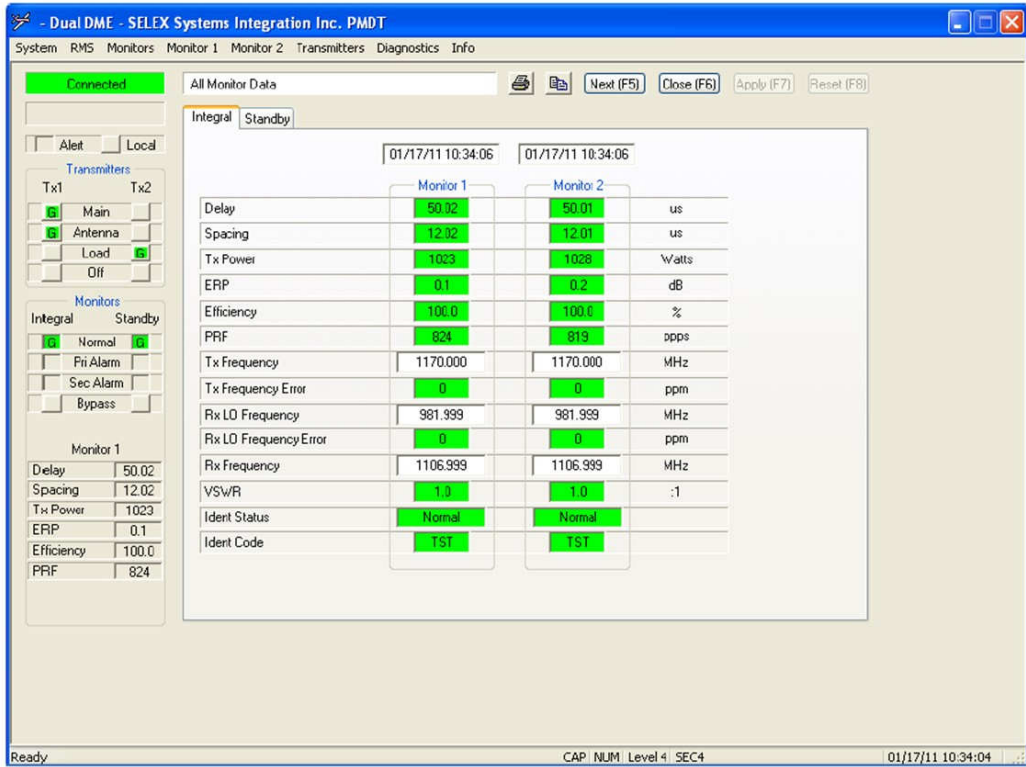 - Dual DME - SELEX Systems Integration Inc. PMDT
System RMS Monitors Monitor 1 Monitor 2 Transmitters Diagnostics Info
Connected
All Monitor Data
Next (F5) Close (F6) Apply (F7) Reset (F8)
Alert Local
Transmitters
Tx1 Tx2
G Main
G Antenna
Load G
Off
Monitors
Integral Standby
G Normal G
Pri Alarm
Sec Alarm
Bypass
Monitor 1
Delay 50.02
Spacing 12.02
Tx Power 1023
ERP 0.1
Efficiency 100.0
PRF 824
Integral Standby
01/17/11 10:34:06 01/17/11 10:34:06
Monitor 1 Monitor 2
Delay 50.02 50.01 us
Spacing 12.02 12.01 us
Tx Power 1023 1028 Watts
ERP 0.1 0.2 dB
Efficiency 100.0 100.0 %
PRF 824 819 ppps
Tx Frequency 1170.000 1170.000 MHz
Tx Frequency Error 0 0 ppm
Rx LO Frequency 981.999 981.999 MHz
Rx LO Frequency Error 0 0 ppm
Rx Frequency 1106.999 1106.999 MHz
VSWR 1.0 1.0 :1
Ident Status Normal Normal
Ident Code TST TST
Ready CAP NUM Level 4 SEC4 01/17/11 10:34:04